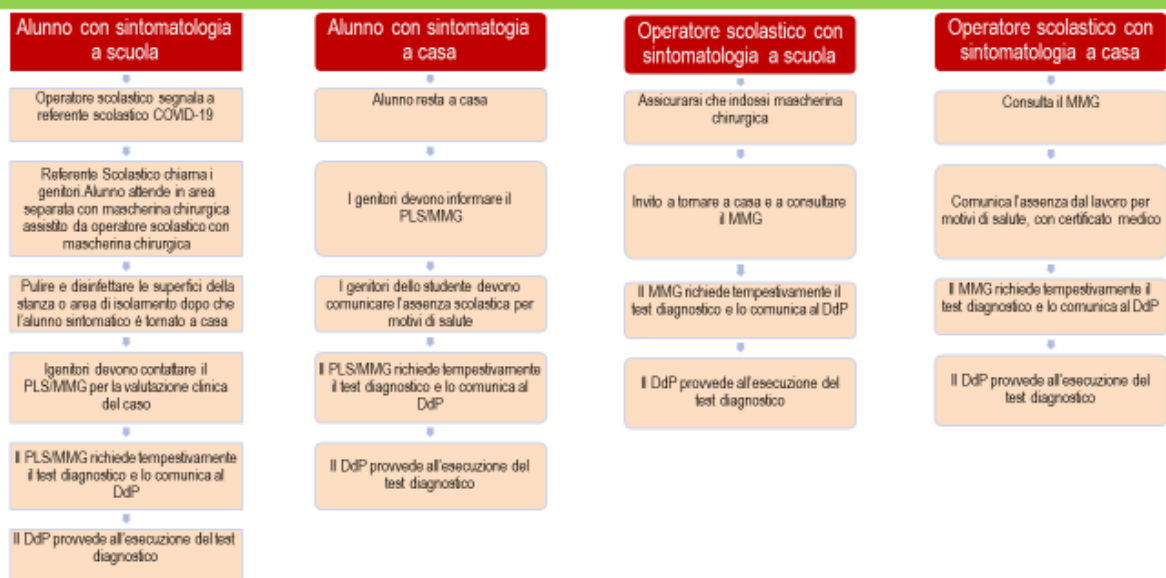 Alunno con sintomatologia
a scuola
Operatore scolastico segnala a
referente scolastico COVID-19
Referente Scolastico chiama i
genitori.Alunno attende in area
separata con mascherina chirurgica
assistito da operatore scolastico con
mascherina chirurgica
Pulire e disinfettare le superfici della
stanza o area di isolamento dopo che
l'alunno sintomatico è tornato a casa
Igenitori devono contattare il
PLS/MMG per la valutazione clinica
del caso
Il PLS/MMG richiede tempestivamente
il test diagnostico e lo comunica al
DdP
Il DdP provvede all'esecuzione del test
diagnostico
Alunno con sintomatogia
a casa
Alunno resta a casa
I genitori devono informare il
PLS/MMG
I genitori dello studente devono
comunicare l'assenza scolastica per
motivi di salute
Il PLS/MMG richiede tempestivamente
il test diagnostico e lo comunica al
DdP
Il DdP provvede all'esecuzione del
test diagnostico
Operatore scolastico con
sintomatologia a scuola
Assicurarsi che indossi mascherina
chirurgica
Invito a tornare a casa e a consultare
il MMG
Il MMG richiede tempestivamente il
test diagnostico e lo comunica al DdP
Il DdP provvede all'esecuzione del
test diagnostico
Operatore scolastico con
sintomatologia a casa
Consulta il MMG
Comunica l'assenza dal lavoro per
motivi di salute, con certificato medico
Il MMG richiede tempestivamente il
test diagnostico e lo comunica al DdP
Il DdP provvede all'esecuzione del
test diagnostico